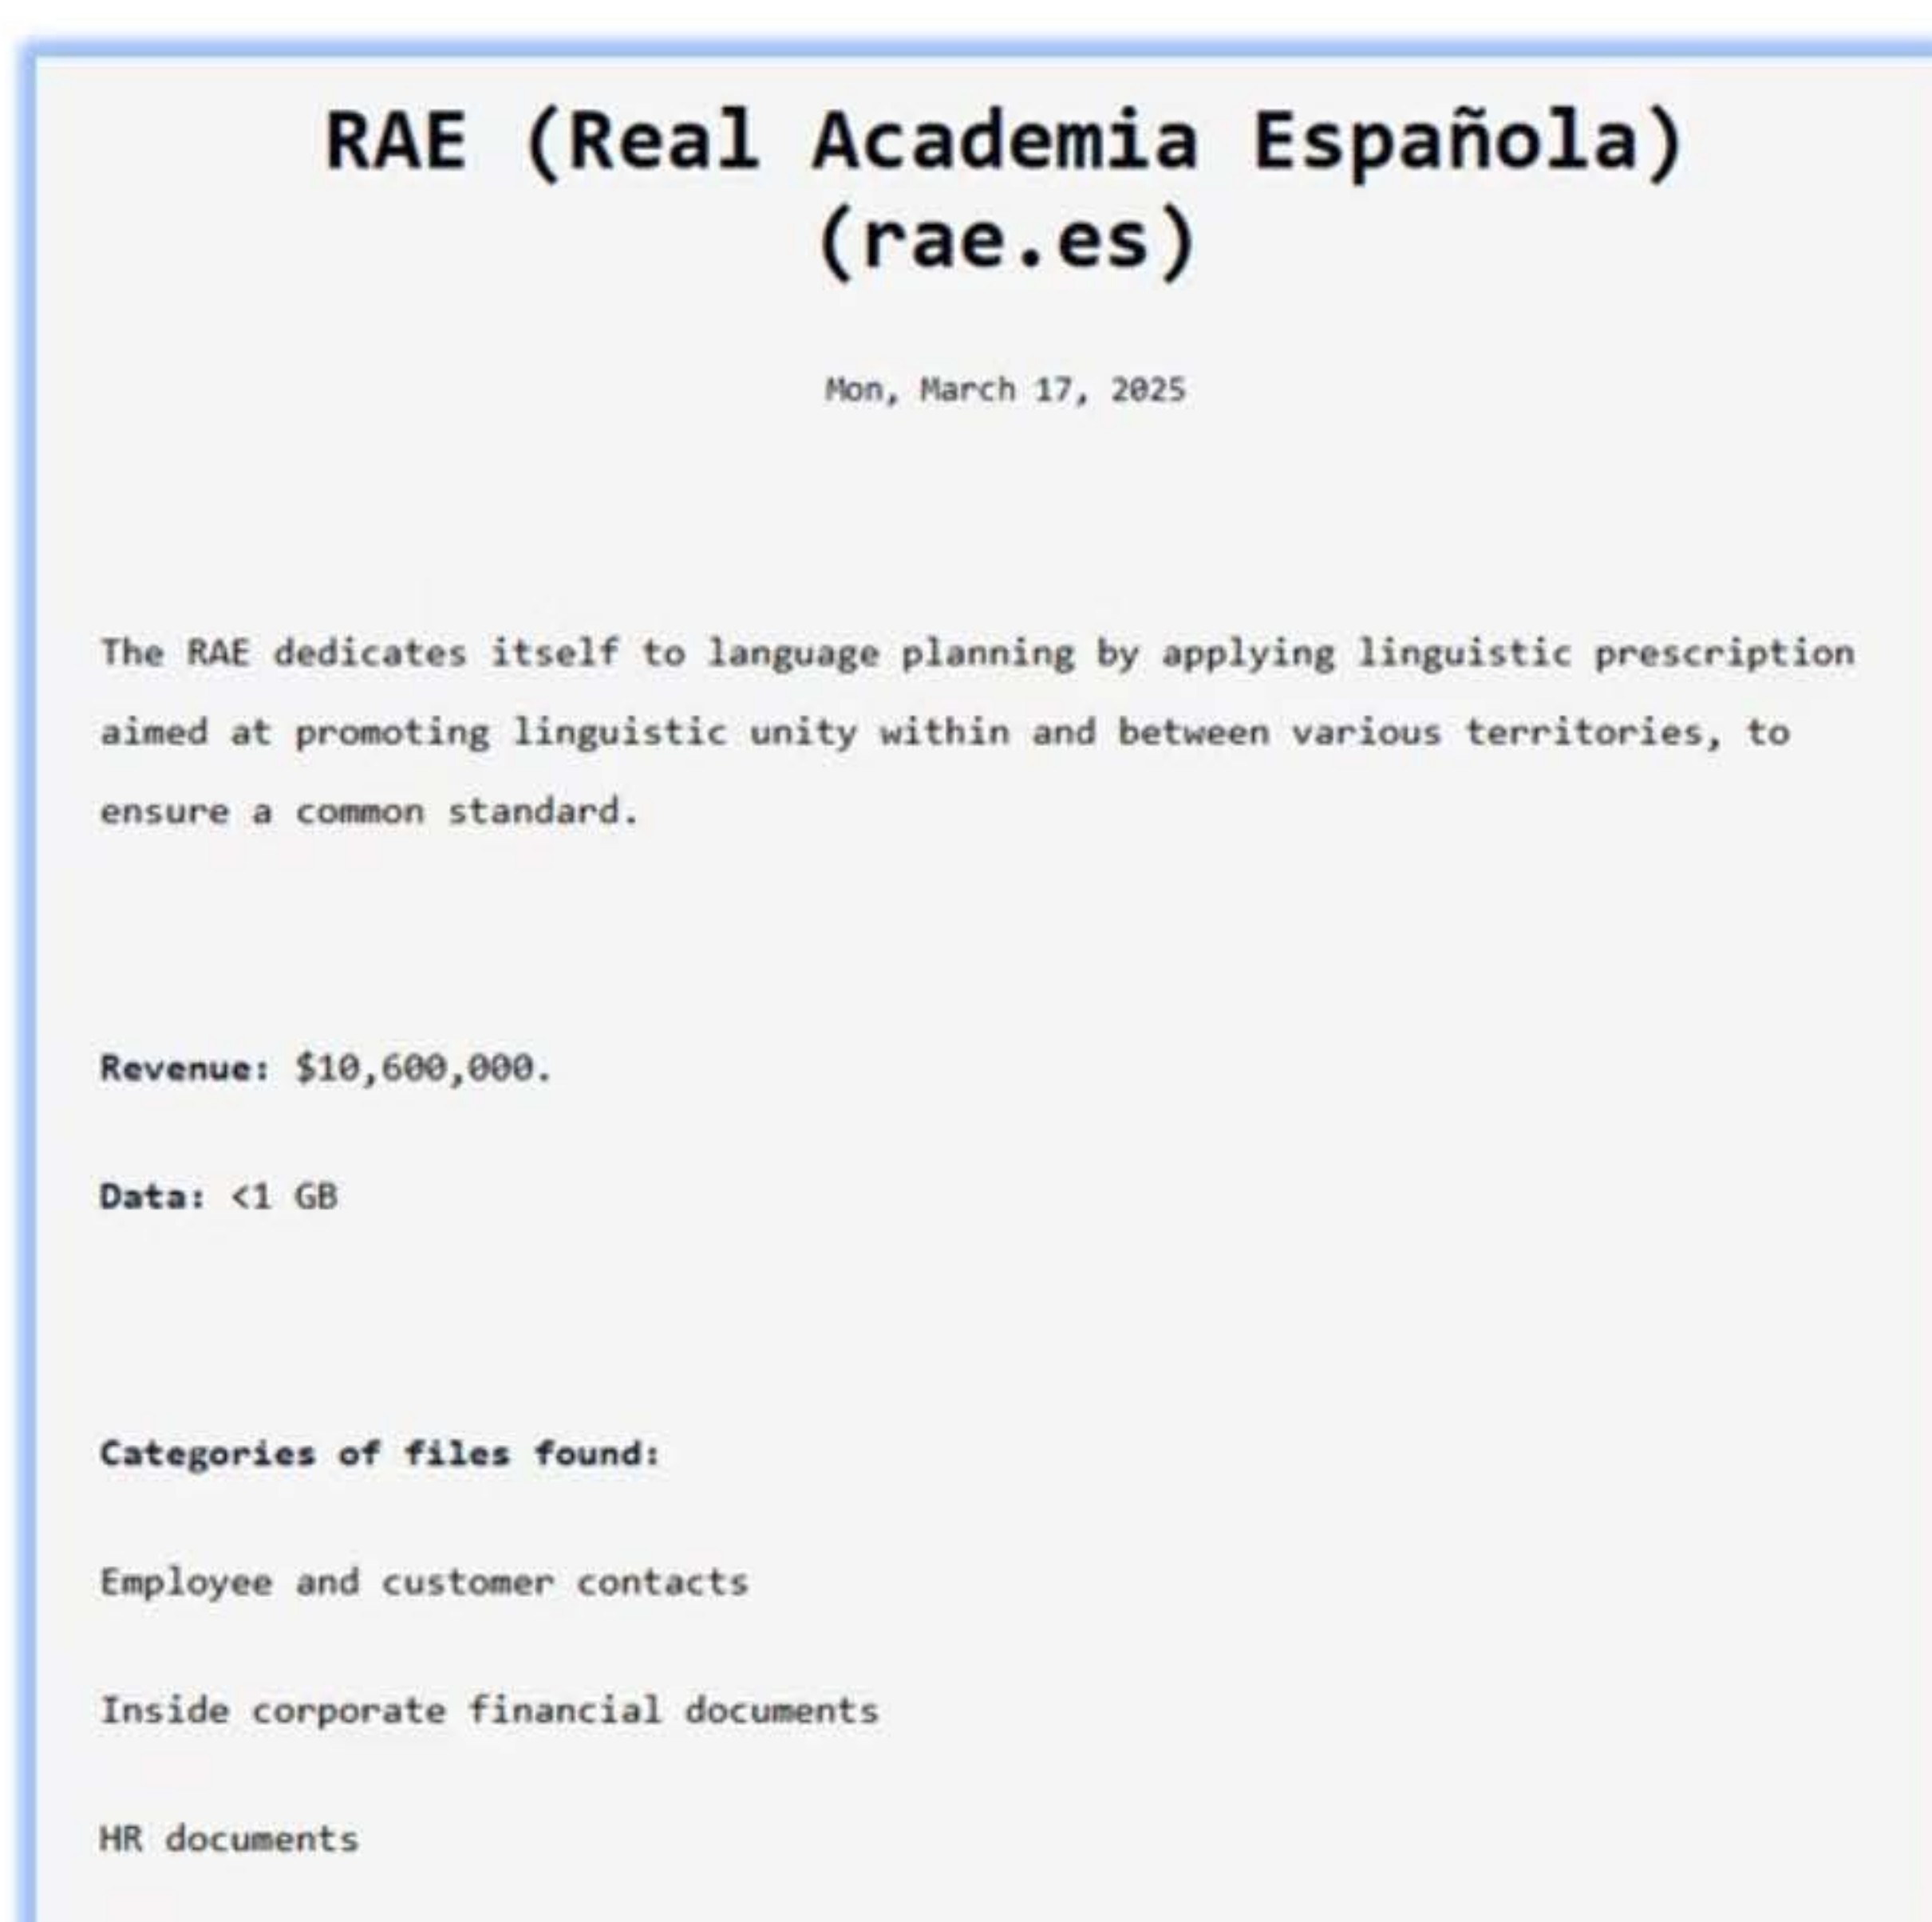 RAE (Real Academia Española)
(rae.es)
Mon, March 17, 2025
The RAE dedicates itself to language planning by applying linguistic prescription
aimed at promoting linguistic unity within and between various territories, to
ensure a common standard.
Revenue: $10,600,000.
Data: <1 GB
Categories of files found:
Employee and customer contacts
Inside corporate financial documents
HR documents